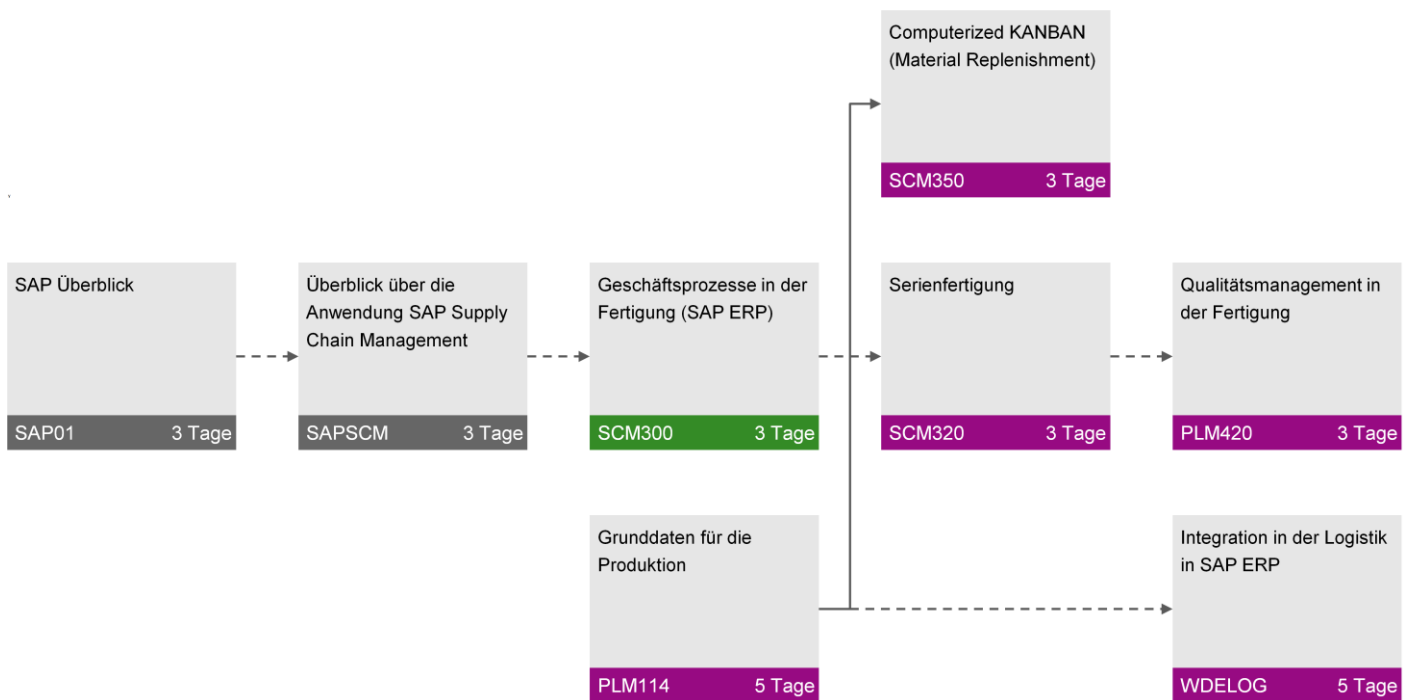 Computerized KANBAN
(Material Replenishment)
SCM350 3 Tage
SAP Überblick
SAP01 3 Tage
Überblick über die
Anwendung SAP Supply
Chain Management
SAPSCM 3 Tage
Geschäftsprozesse in der
Fertigung (SAP ERP)
SCM300 3 Tage
Serienfertigung
SCM320 3 Tage
Qualitätsmanagement in
der Fertigung
PLM420 3 Tage
Grunddaten für die
Produktion
PLM114 5 Tage
Integration in der Logistik
in SAP ERP
WDELOG 5 Tage